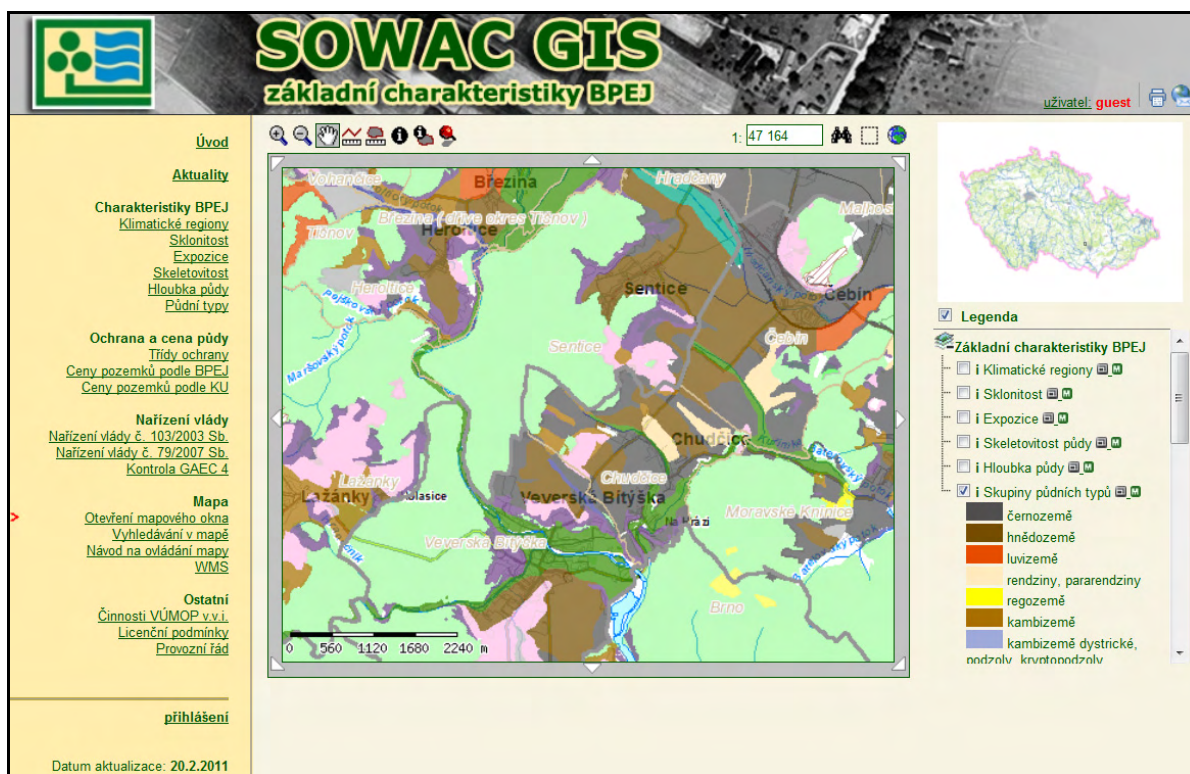 SOWAC GIS
základní charakteristiky BPEJ
uživatel: guest
Úvod
Aktuality
Charakteristiky BPEJ
Klimatické regiony
Sklonitost
Expozice
Skeletovitost
Hloubka půdy
Půdní typy
Ochrana a cena půdy
Třídy ochrany
Ceny pozemků podle BPEJ
Ceny pozemků podle KU
Nařízení vlády
Nařízení vlády č. 103/2003 Sb.
Nařízení vlády č. 79/2007 Sb.
Kontrola GAEC 4
Mapa
>
Otevření mapového okna
Vyhledávání v mapě
Návod na ovládání mapy
WMS
Ostatní
Činnosti VÚMOP v.v.i.
Licenční podmínky
Provozní řád
přihlášení
Datum aktualizace: 20.2.2011
1: 47 164
Vohančice
Březina
Hradčany
Malhost
Březina ( dříve okres Tišnov )
Tišnov
Heroltice
Heroltice
Sentice
Čebín
Maršovský potok
Sentice
Čebín
Chudčice
Kuřimka
Lažánky
Lažánky
Chudčice
Veverská Bítýška
Moravské Knínice
Na Hrázi
Veverská Bítýška
Brno
0 560 1120 1680 2240 m
Legenda
Základní charakteristiky BPEJ
i Klimatické regiony M
i Sklonitost M
i Expozice M
i Skeletovitost půdy M
i Hloubka půdy M
i Skupiny půdních typů M
černozemě
hnědozemě
luvizemě
rendziny, pararendziny
regozemě
kambizemě
kambizemě dystrické,
podzoly, kryptopodzoly